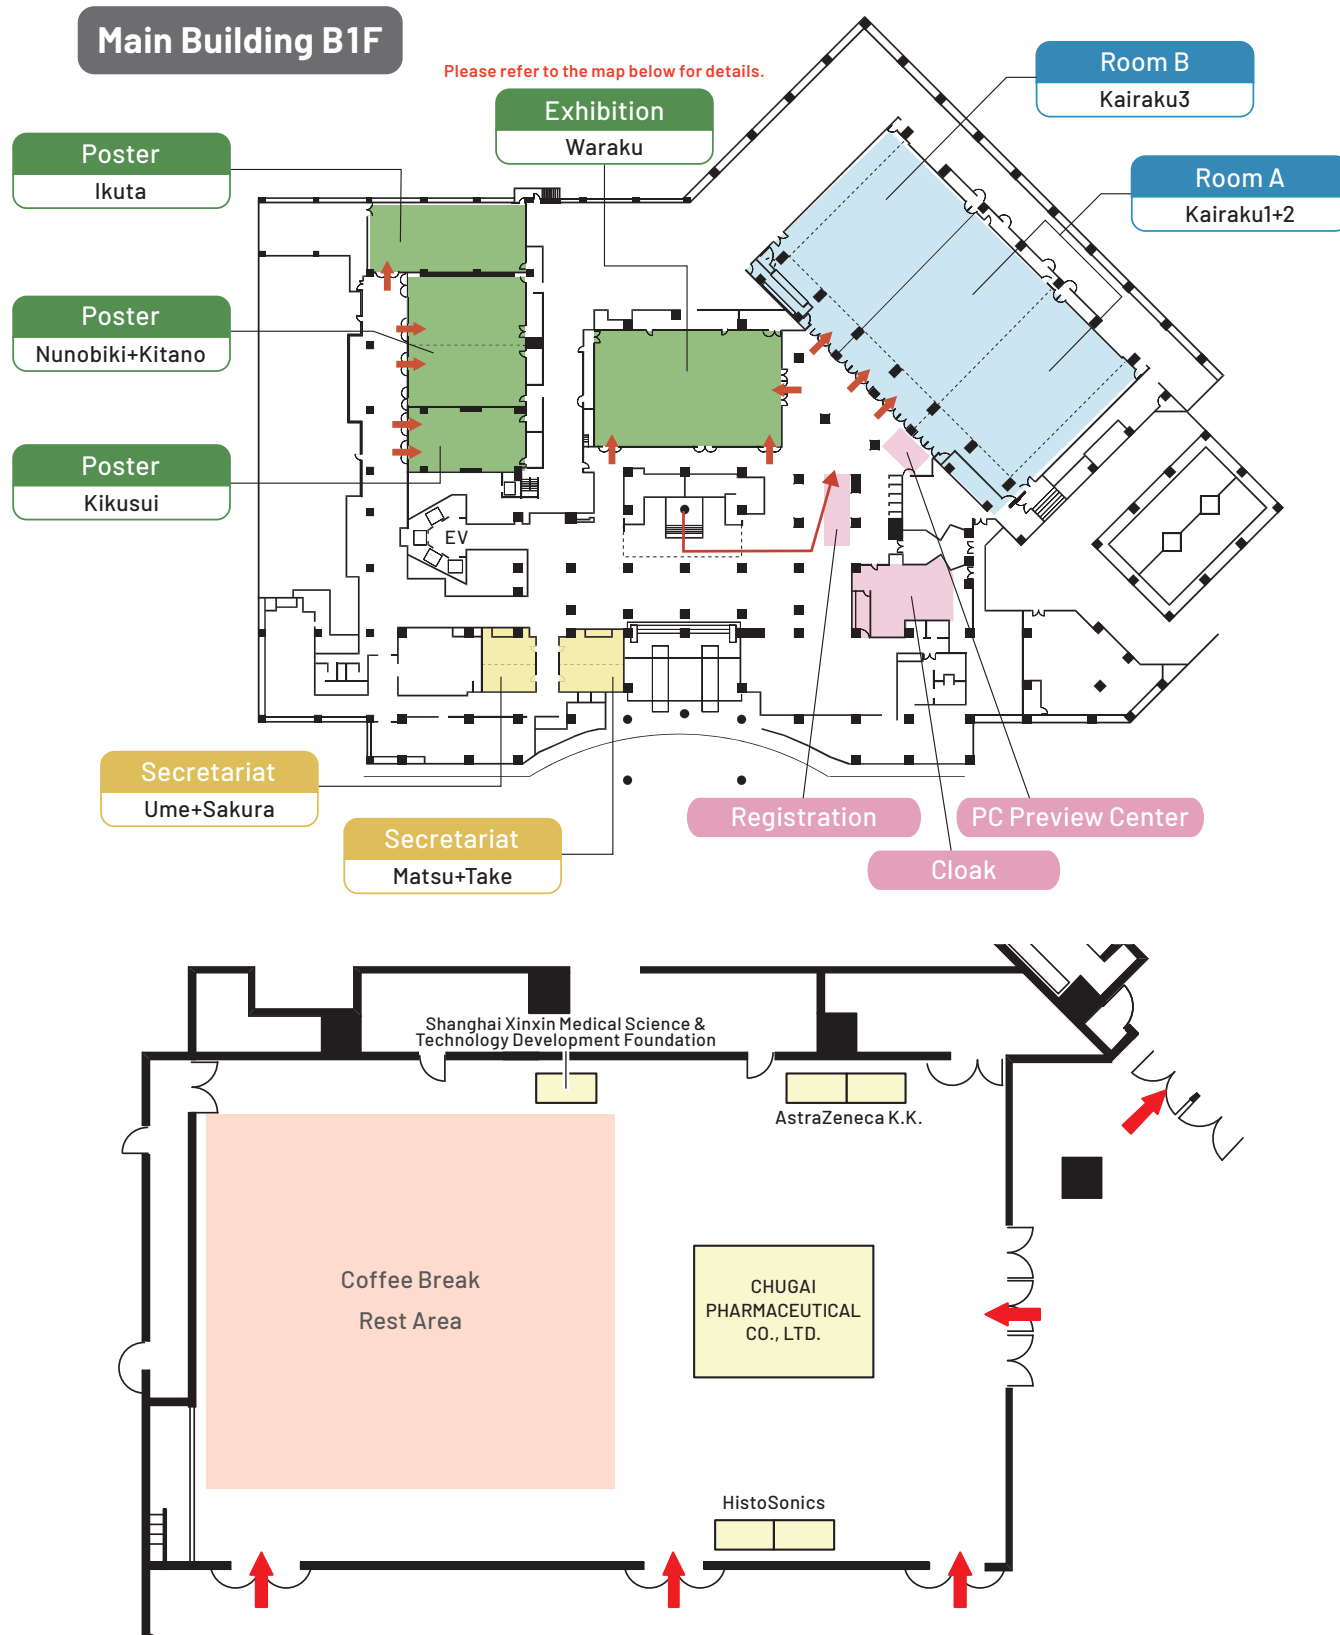 Main Building B1F
Please refer to the map below for details.
Room B
Kairaku3
Exhibition
Waraku
Poster
Ikuta
Room A
Kairaku1+2
Poster
Nunobiki+Kitano
Poster
Kikusui
EV
Secretariat
Ume+Sakura
Secretariat
Matsu+Take
Registration
PC Preview Center
Cloak
Shanghai Xinxin Medical Science &
Technology Development Foundation
AstraZeneca K.K.
Coffee Break
Rest Area
CHUGAI
PHARMACEUTICAL
CO., LTD.
HistoSonics